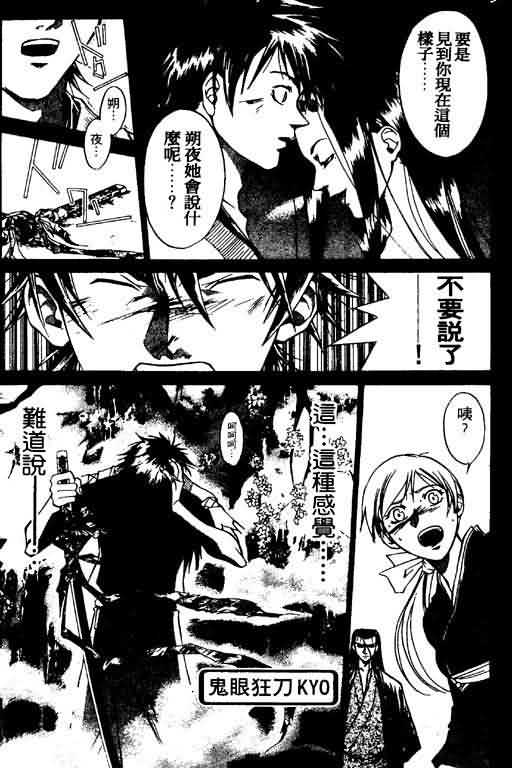 要是
見到你現在這個
樣子……
朔夜她會說什
麼呢……？
朔…
夜…
不要說了
——！
咦？
這…這種感覺……
難道說……
鬼眼狂刀KYO